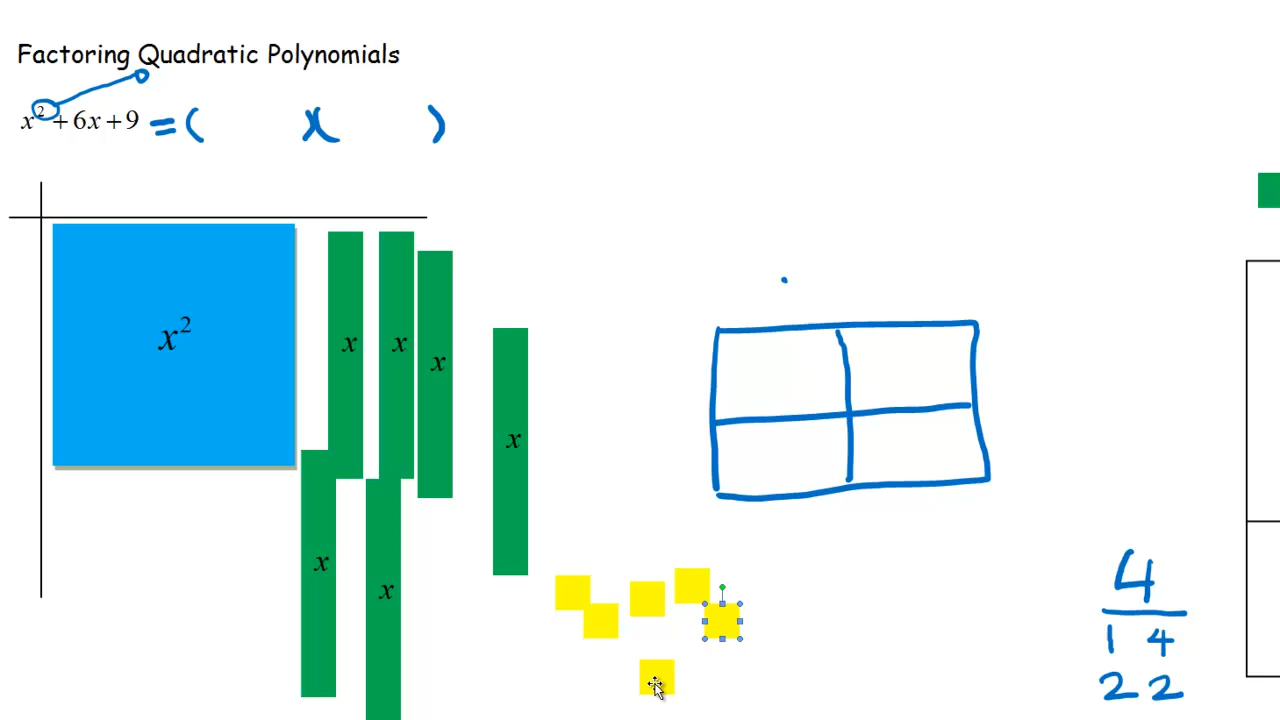 Factoring Quadratic Polynomials
x² + 6x + 9 = ( x )
x²
x x x
x
x
x
4
1 4
2 2